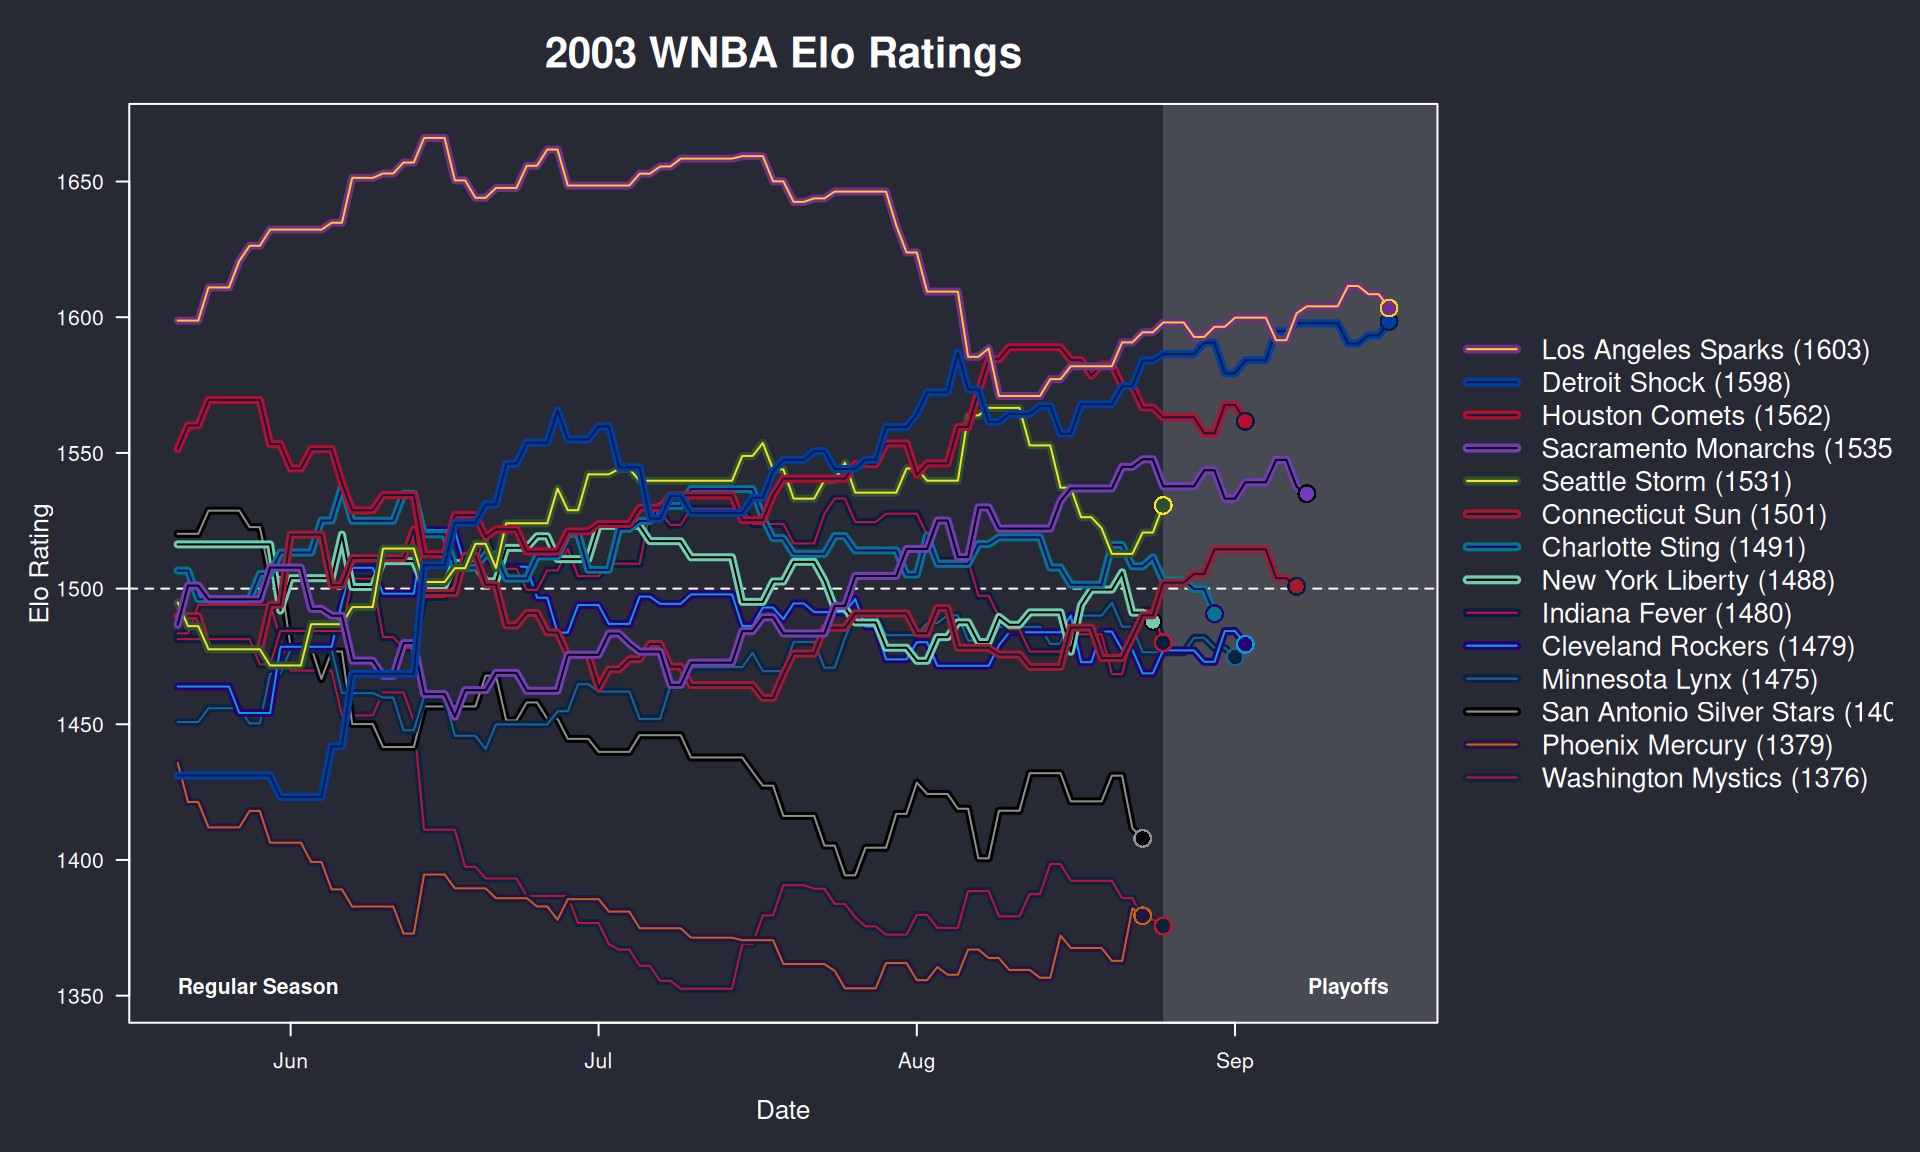 2003 WNBA Elo Ratings
Elo Rating
1650
1600
1550
1500
1450
1400
1350
Regular Season
Playoffs
Jun
Jul
Aug
Sep
Date
Los Angeles Sparks (1603)
Detroit Shock (1598)
Houston Comets (1562)
Sacramento Monarchs (1535
Seattle Storm (1531)
Connecticut Sun (1501)
Charlotte Sting (1491)
New York Liberty (1488)
Indiana Fever (1480)
Cleveland Rockers (1479)
Minnesota Lynx (1475)
San Antonio Silver Stars (140
Phoenix Mercury (1379)
Washington Mystics (1376)